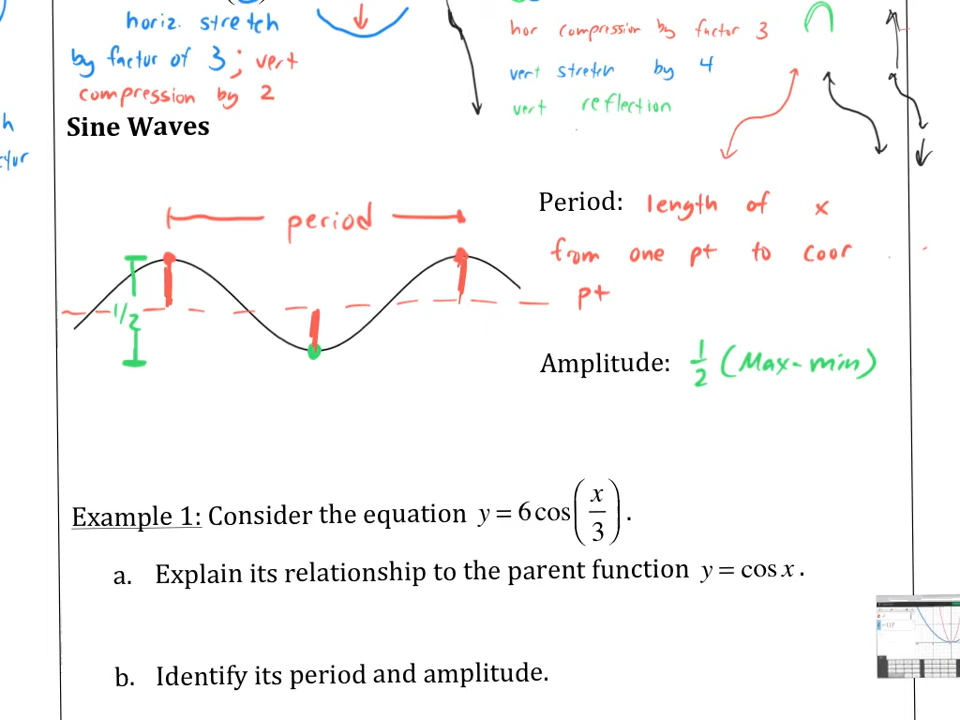 horiz. stretch
by factor of 3; vert
compression by 2
hor compression by factor 3
vert stretch by 4
vert reflection
h
Sine Waves
period
1/2
Period: length of x
from one pt to coor
pt
Amplitude: 1/2 (Max-min)
Example 1: Consider the equation y = 6 cos(x/3).
a. Explain its relationship to the parent function y = cos x.
b. Identify its period and amplitude.